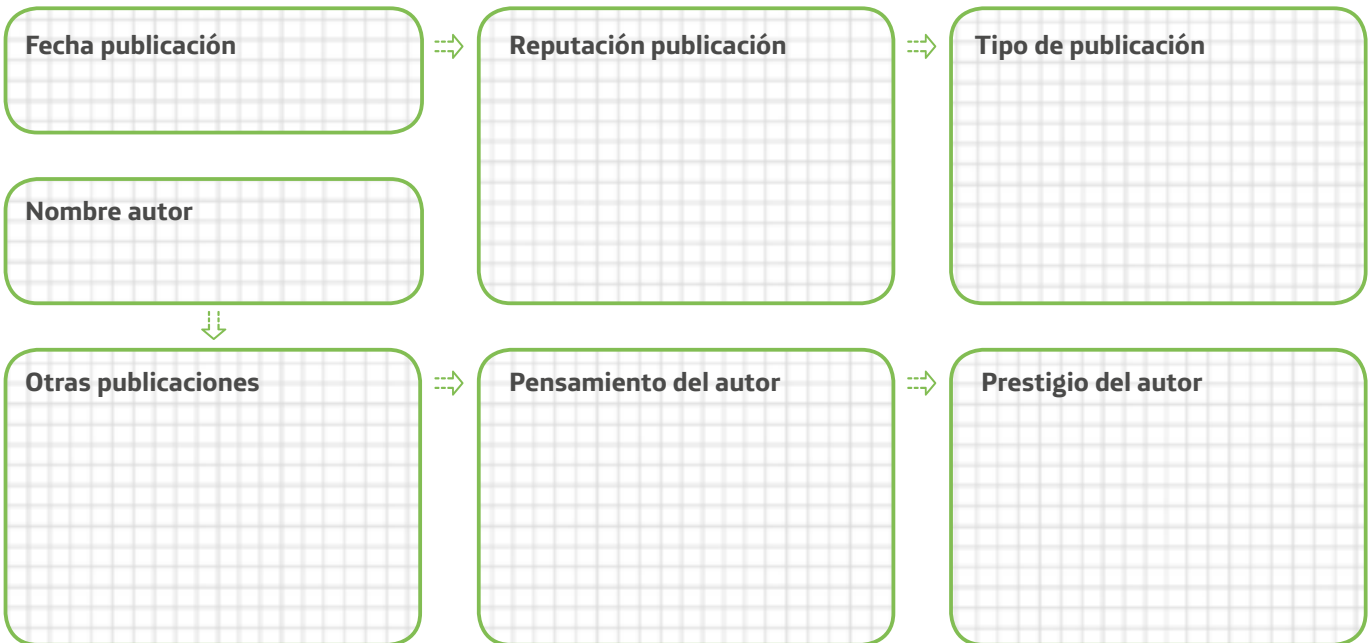 Fecha publicación
Reputación publicación
Tipo de publicación
Nombre autor
Otras publicaciones
Pensamiento del autor
Prestigio del autor